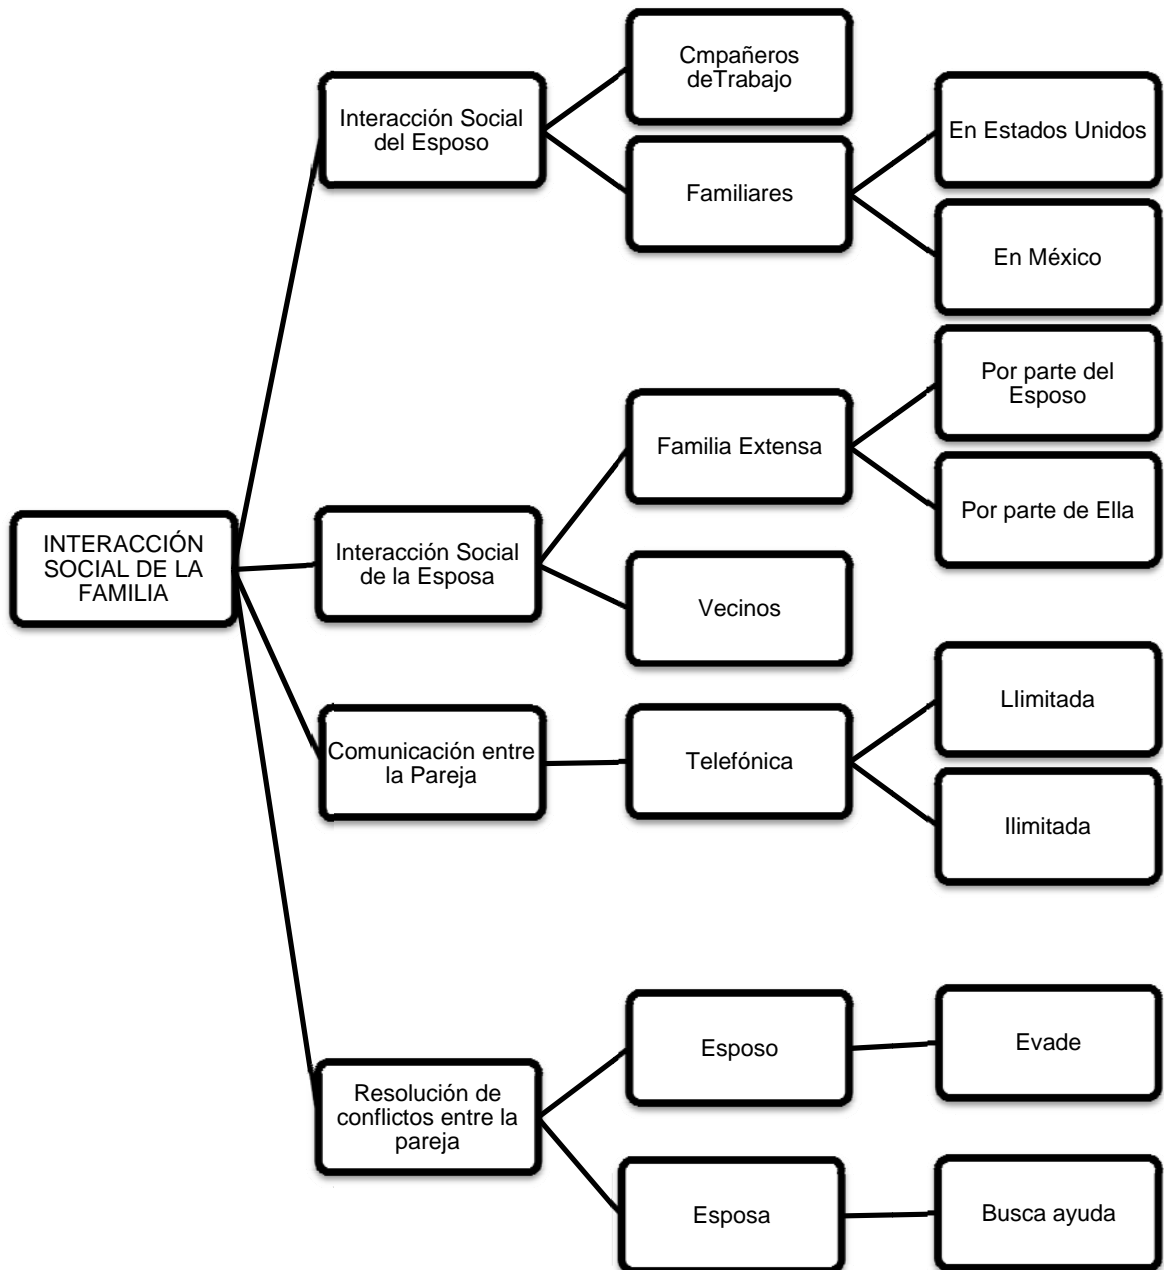 INTERACCIÓN
SOCIAL DE LA
FAMILIA
Interacción Social
del Esposo
Cmpañeros
deTrabajo
Familiares
En Estados Unidos
En México
Interacción Social
de la Esposa
Familia Extensa
Por parte del
Esposo
Por parte de Ella
Vecinos
Comunicación entre
la Pareja
Telefónica
LIimitada
Ilimitada
Resolución de
conflictos entre la
pareja
Esposo
Evade
Esposa
Busca ayuda